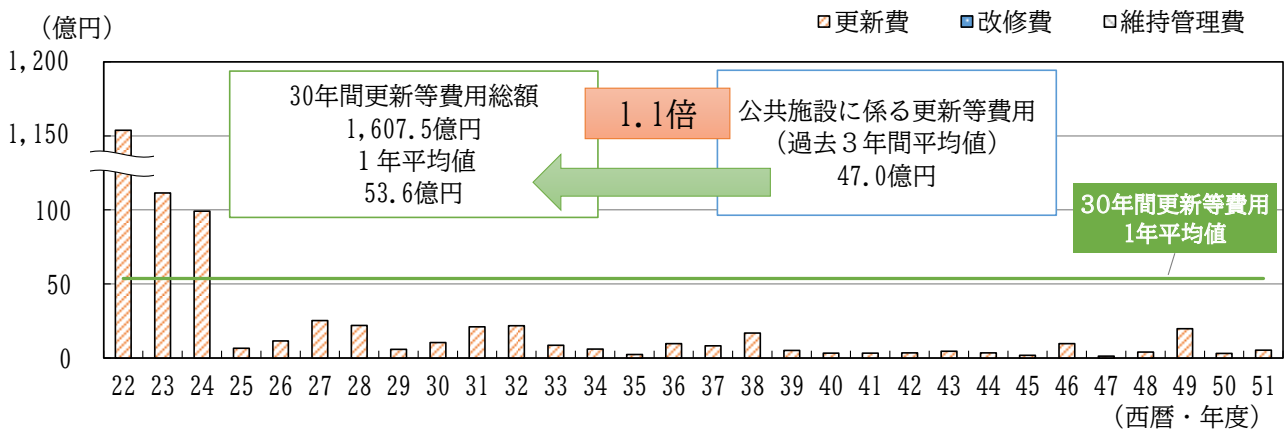 （億円）
更新費 改修費 維持管理費
1,200
1,150
100
50
0
30年間更新等費用総額
1,607.5億円
１年平均値
53.6億円
1.1倍
公共施設に係る更新等費用
（過去３年間平均値）
47.0億円
30年間更新等費用
1年平均値
22 23 24 25 26 27 28 29 30 31 32 33 34 35 36 37 38 39 40 41 42 43 44 45 46 47 48 49 50 51
（西暦・年度）